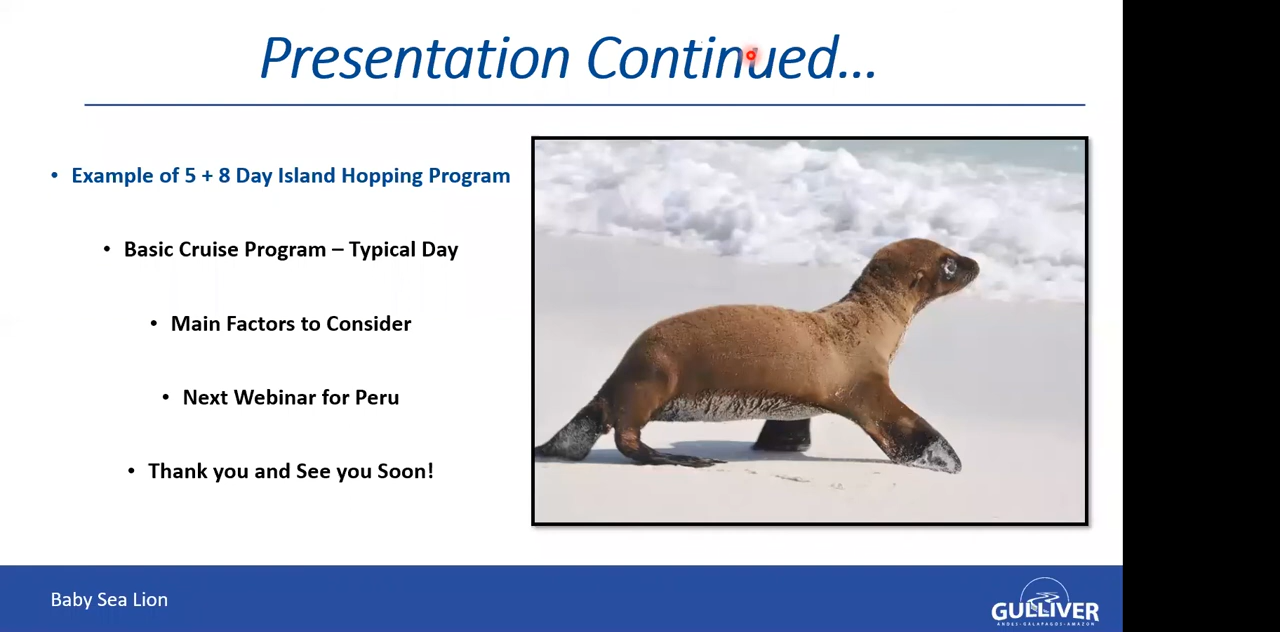 Presentation Continued...
• Example of 5 + 8 Day Island Hopping Program
• Basic Cruise Program – Typical Day
• Main Factors to Consider
• Next Webinar for Peru
• Thank you and See you Soon!
Baby Sea Lion
GULLIVER
ANDES-GALAPAGOS-AMAZON